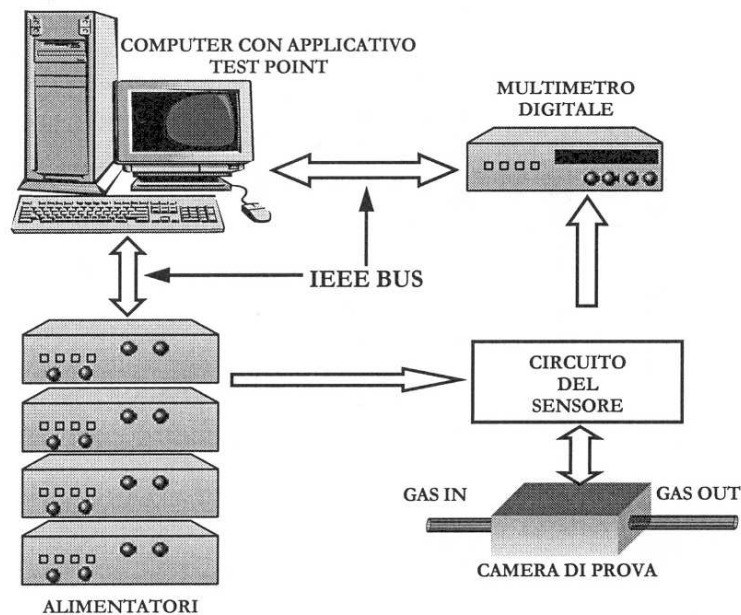 COMPUTER CON APPLICATIVO
TEST POINT
MULTIMETRO
DIGITALE
IEEE BUS
CIRCUITO
DEL
SENSORE
GAS IN
GAS OUT
CAMERA DI PROVA
ALIMENTATORI